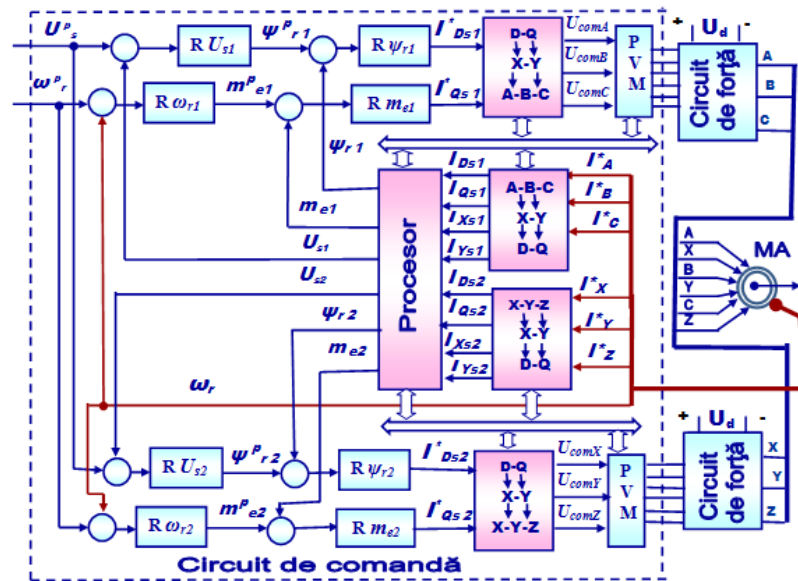 U^p_s
R U_s1
ψ^p_r1
R ψ_r1
I*_Ds1
D-Q
X-Y
A-B-C
U_comA
U_comB
U_comC
P
V
M
+ U_d -
Circuit
de forţă
A
B
C
ω^p_r
R ω_r1
m^p_e1
R m_e1
I*_Qs1
ψ_r1
m_e1
U_s1
U_s2
ψ_r2
m_e2
ω_r
Procesor
I_Ds1
I_Qs1
I_Xs1
I_Ys1
I_Ds2
I_Qs2
I_Xs2
I_Ys2
A-B-C
X-Y
D-Q
X-Y-Z
X-Y
D-Q
I*_A
I*_B
I*_C
I*_X
I*_Y
I*_Z
A
X
B
Y
C
Z
MA
R U_s2
ψ^p_r2
R ψ_r2
I*_Ds2
D-Q
X-Y
X-Y-Z
U_comX
U_comY
U_comZ
P
V
M
+ U_d -
Circuit
de forţă
X
Y
Z
R ω_r2
m^p_e2
R m_e2
I*_Qs2
Circuit de comandă